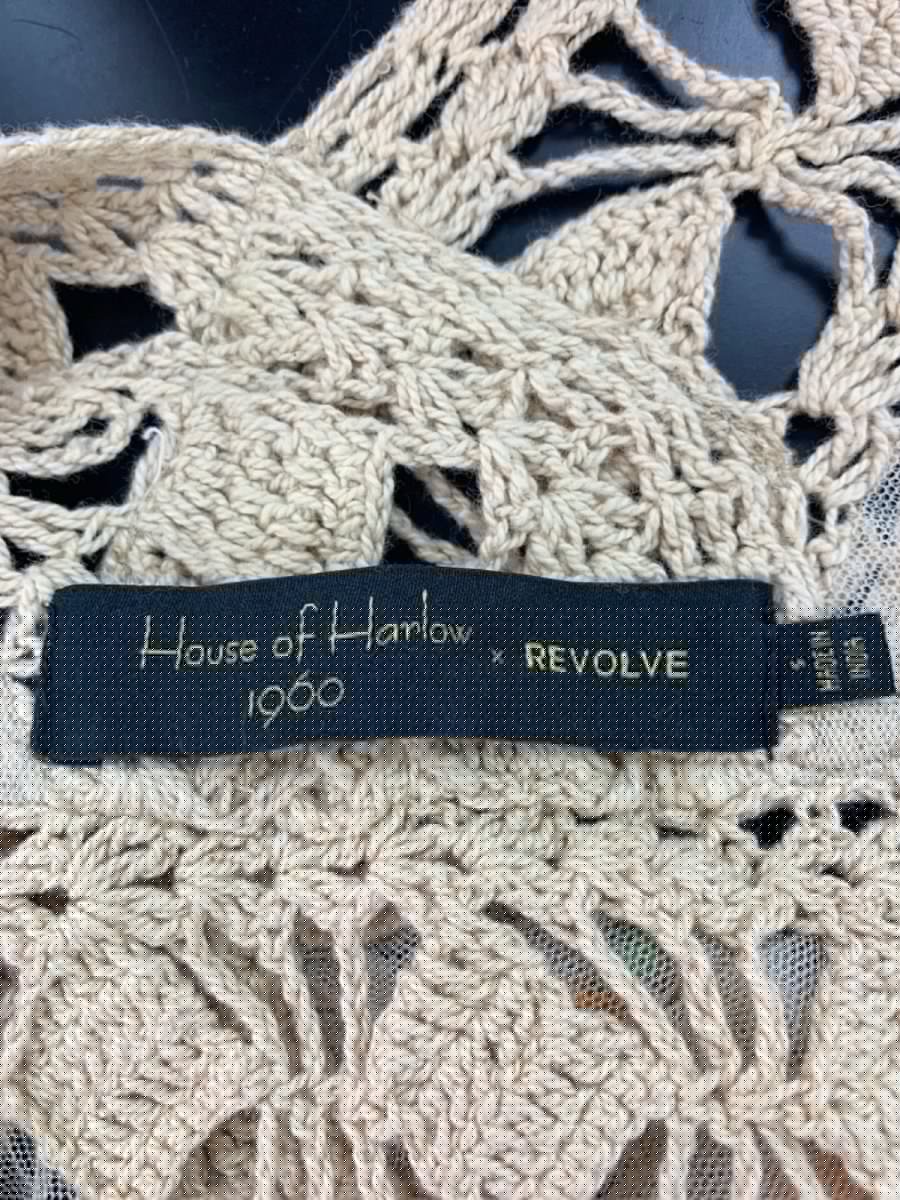 House of Harlow
1960
× REVOLVE
S
MADE IN
INDIA